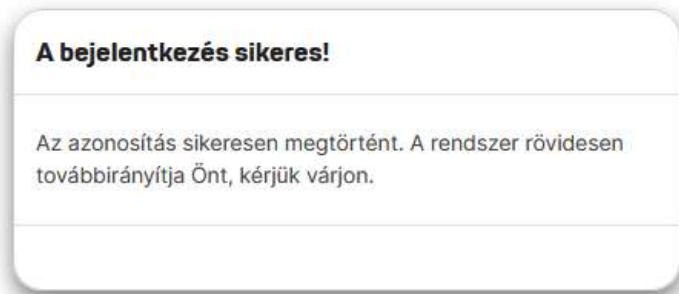 A bejelentkezés sikeres!
Az azonosítás sikeresen megtörtént. A rendszer rövidesen
továbbirányítja Önt, kérjük várjon.